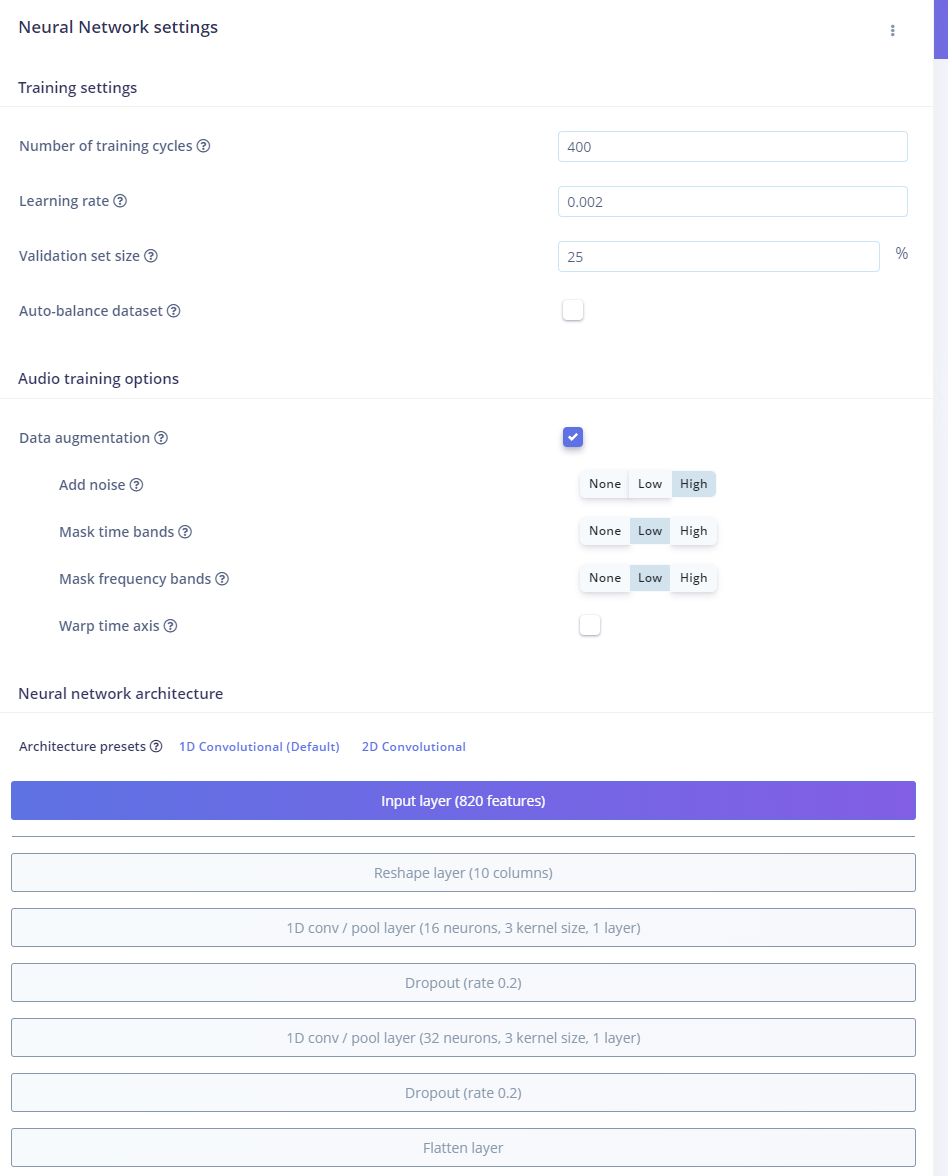 Neural Network settings
Training settings
Number of training cycles ?
400
Learning rate ?
0.002
Validation set size ?
25
%
Auto-balance dataset ?
Audio training options
Data augmentation ?
Add noise ?
None Low High
Mask time bands ?
None Low High
Mask frequency bands ?
None Low High
Warp time axis ?
Neural network architecture
Architecture presets ? 1D Convolutional (Default) 2D Convolutional
Input layer (820 features)
Reshape layer (10 columns)
1D conv / pool layer (16 neurons, 3 kernel size, 1 layer)
Dropout (rate 0.2)
1D conv / pool layer (32 neurons, 3 kernel size, 1 layer)
Dropout (rate 0.2)
Flatten layer